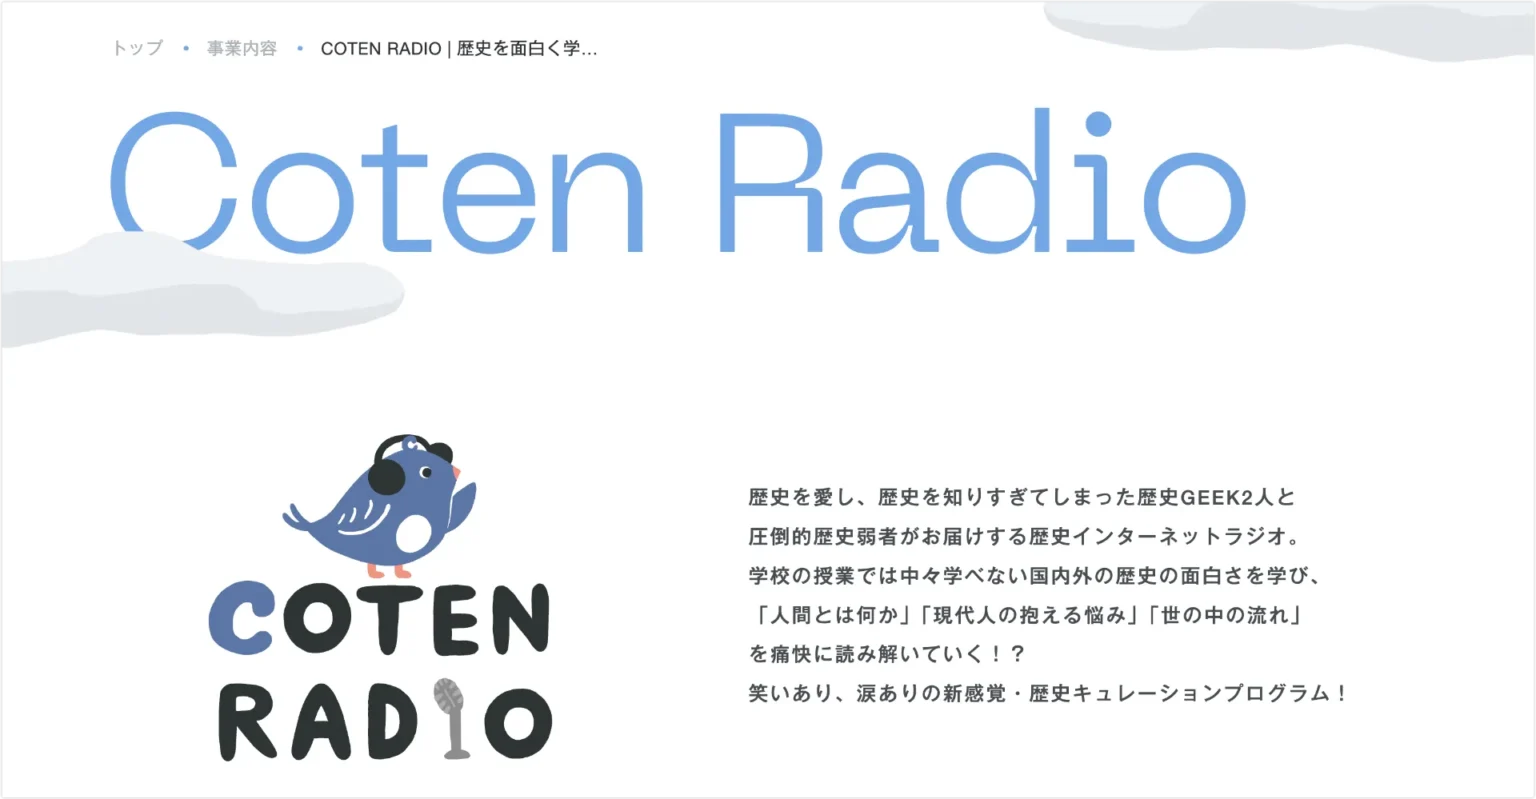 トップ • 事業内容 • COTEN RADIO | 歴史を面白く学...
Coten Radio
COTEN
RADIO
歴史を愛し、歴史を知りすぎてしまった歴史GEEK2人と
圧倒的歴史弱者がお届けする歴史インターネットラジオ。
学校の授業では中々学べない国内外の歴史の面白さを学び、
「人間とは何か」「現代人の抱える悩み」「世の中の流れ」
を痛快に読み解いていく！？
笑いあり、涙ありの新感覚・歴史キュレーションプログラム！